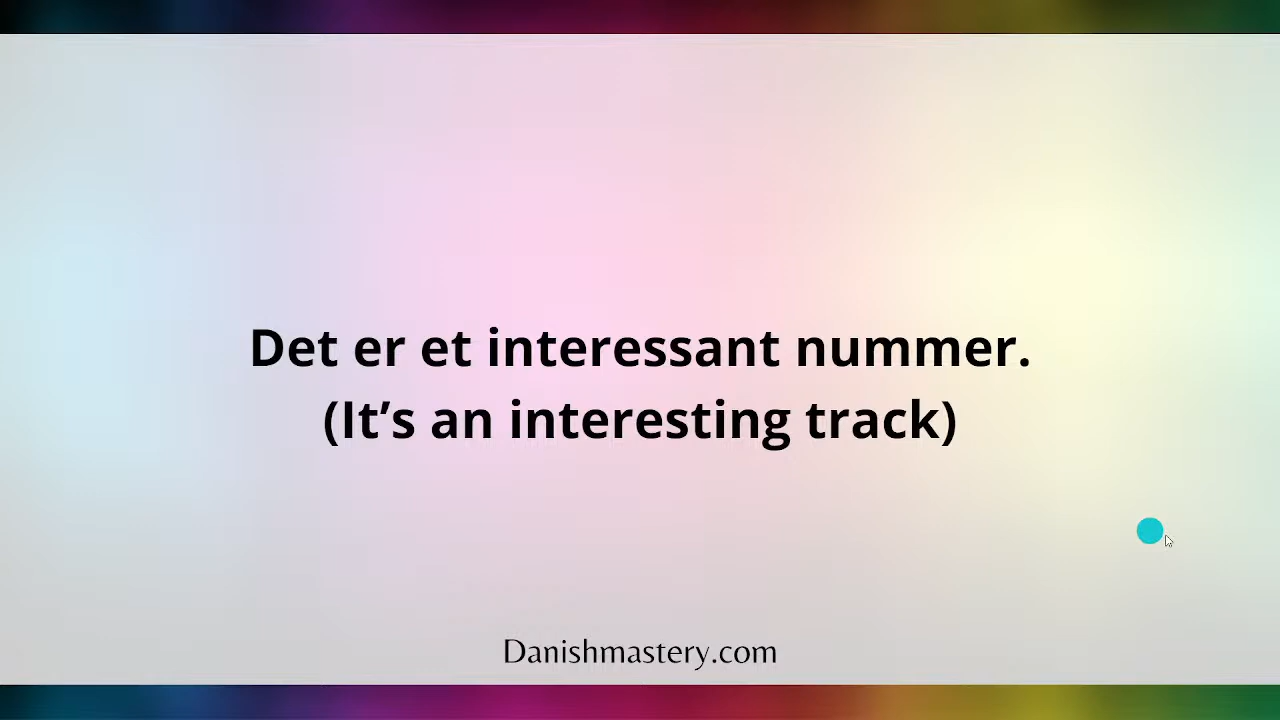 Det er et interessant nummer.
(It’s an interesting track)
Danishmastery.com